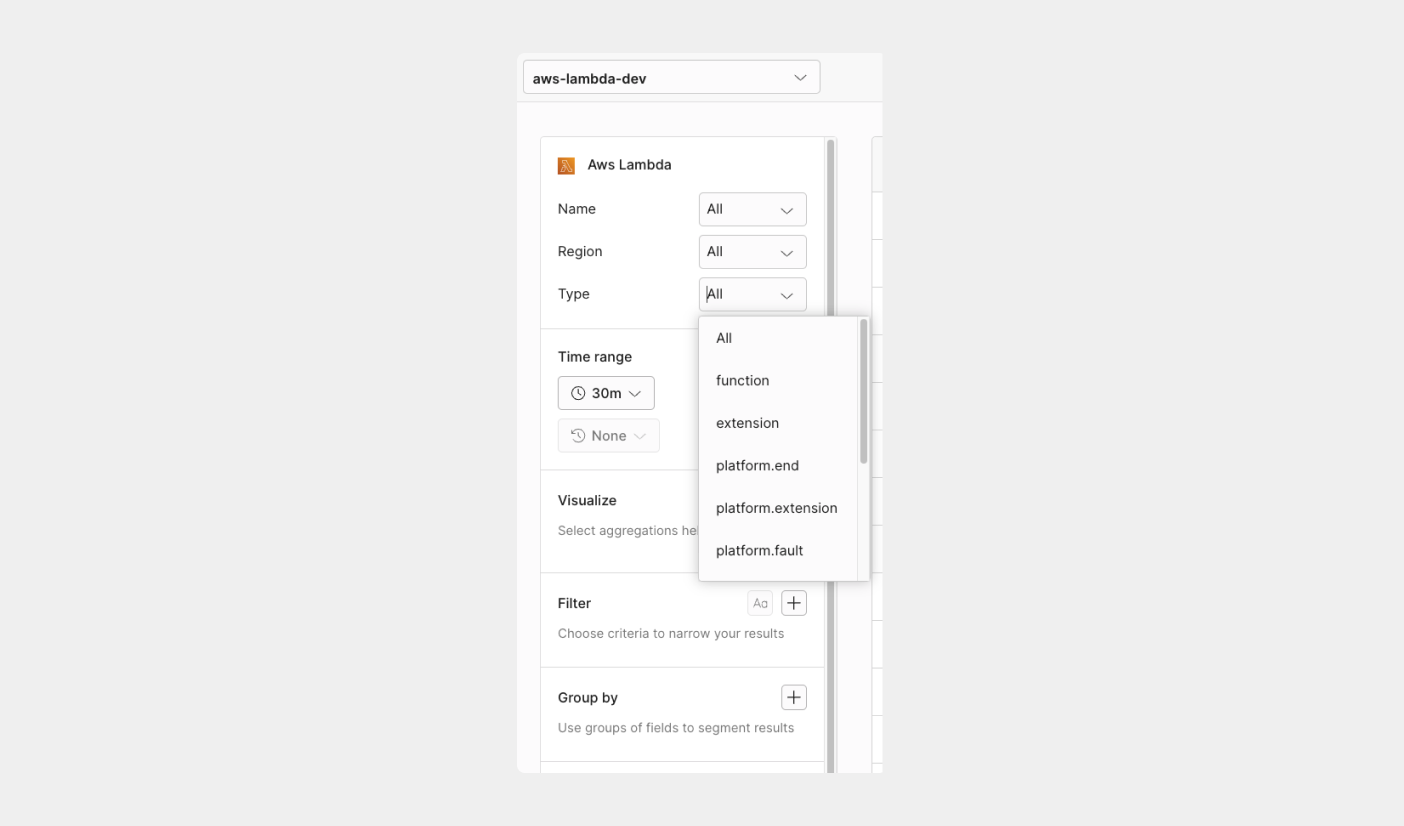 aws-lambda-dev
Aws Lambda
Name
All
Region
All
Type
All
All
function
extension
platform.end
platform.extension
platform.fault
Time range
30m
None
Visualize
Select aggregations
Filter
Aa
Choose criteria to narrow your results
Group by
Use groups of fields to segment results